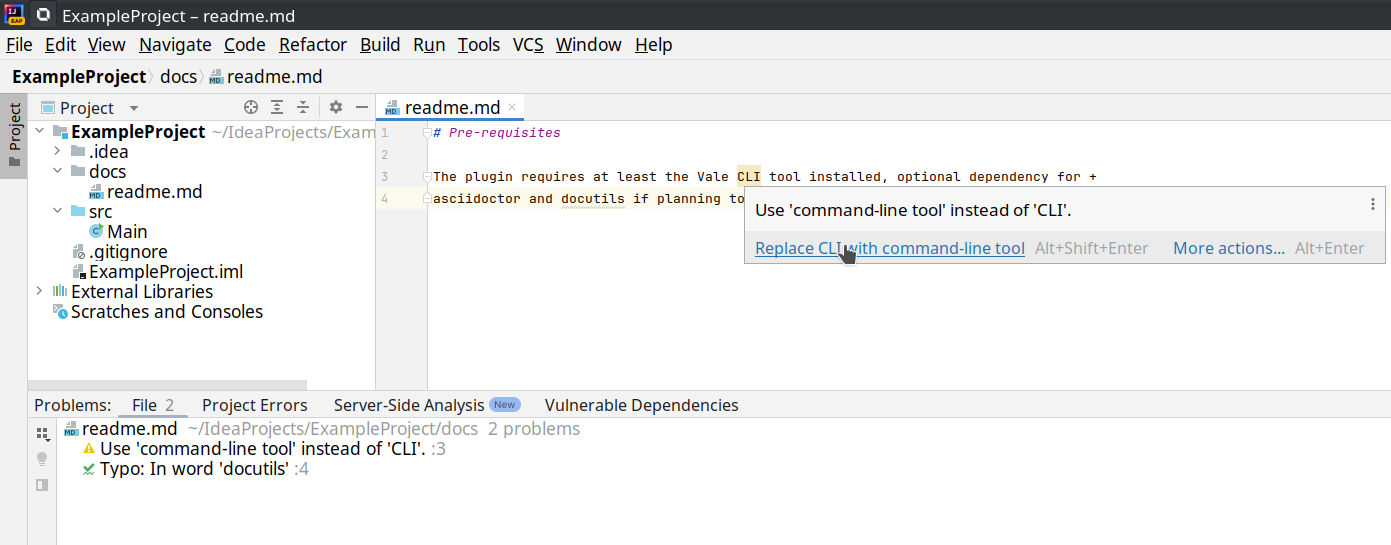 ExampleProject – readme.md
File Edit View Navigate Code Refactor Build Run Tools VCS Window Help
ExampleProject docs readme.md
Project
Project
readme.md
ExampleProject ~/IdeaProjects/Exam
.idea
docs
readme.md
src
Main
.gitignore
ExampleProject.iml
External Libraries
Scratches and Consoles
1 # Pre-requisites
2
3 The plugin requires at least the Vale CLI tool installed, optional dependency for +
4 asciidoctor and docutils if planning to
Use 'command-line tool' instead of 'CLI'.
Replace CLI with command-line tool Alt+Shift+Enter More actions... Alt+Enter
Problems: File 2 Project Errors Server-Side Analysis New Vulnerable Dependencies
readme.md ~/IdeaProjects/ExampleProject/docs 2 problems
Use 'command-line tool' instead of 'CLI'. :3
Typo: In word 'docutils' :4